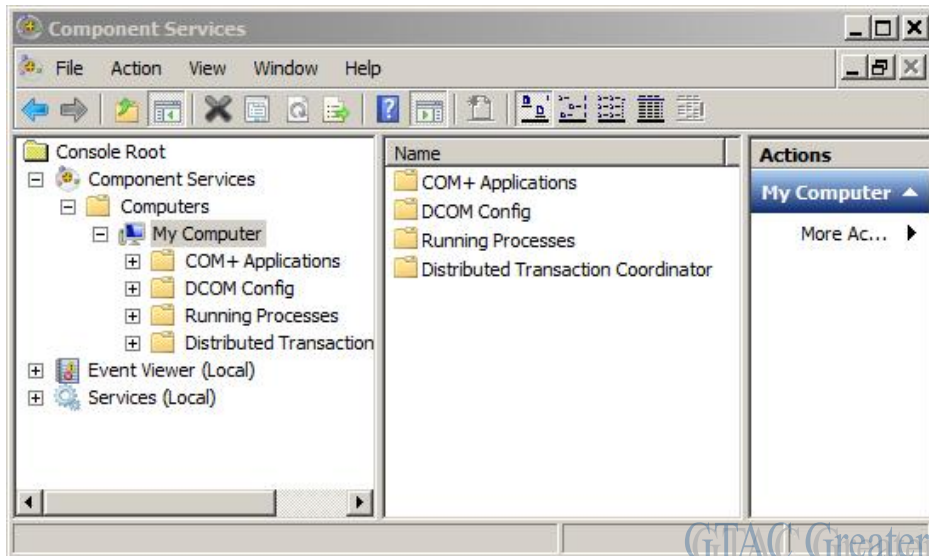 Component Services
File Action View Window Help
Console Root
Component Services
Computers
My Computer
COM+ Applications
DCOM Config
Running Processes
Distributed Transaction
Event Viewer (Local)
Services (Local)
Name
COM+ Applications
DCOM Config
Running Processes
Distributed Transaction Coordinator
Actions
My Computer
More Ac...
GTAC Greater